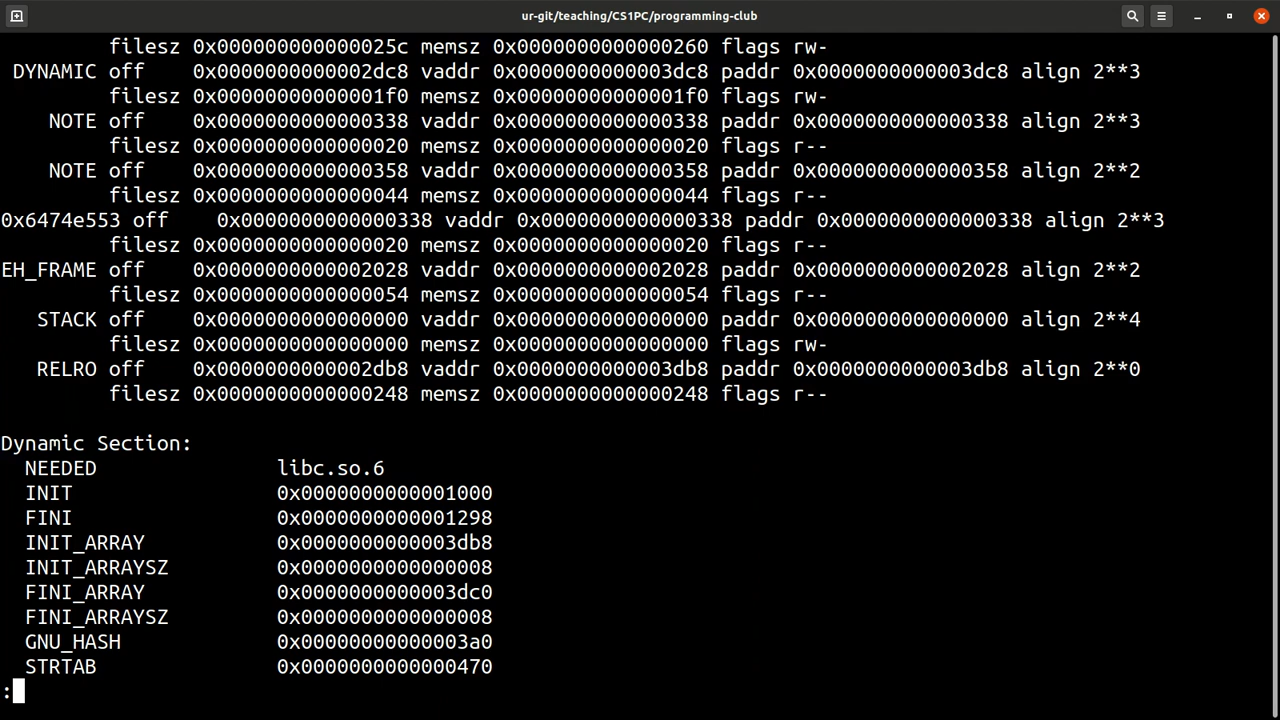 ur-git/teaching/CS1PC/programming-club
filesz 0x000000000000025c memsz 0x0000000000000260 flags rw-
DYNAMIC off    0x0000000000002dc8 vaddr 0x0000000000003dc8 paddr 0x0000000000003dc8 align 2**3
filesz 0x00000000000001f0 memsz 0x00000000000001f0 flags rw-
NOTE off    0x0000000000000338 vaddr 0x0000000000000338 paddr 0x0000000000000338 align 2**3
filesz 0x0000000000000020 memsz 0x0000000000000020 flags r--
NOTE off    0x0000000000000358 vaddr 0x0000000000000358 paddr 0x0000000000000358 align 2**2
filesz 0x0000000000000044 memsz 0x0000000000000044 flags r--
0x6474e553 off    0x0000000000000338 vaddr 0x0000000000000338 paddr 0x0000000000000338 align 2**3
filesz 0x0000000000000020 memsz 0x0000000000000020 flags r--
EH_FRAME off    0x0000000000002028 vaddr 0x0000000000002028 paddr 0x0000000000002028 align 2**2
filesz 0x0000000000000054 memsz 0x0000000000000054 flags r--
STACK off    0x0000000000000000 vaddr 0x0000000000000000 paddr 0x0000000000000000 align 2**4
filesz 0x0000000000000000 memsz 0x0000000000000000 flags rw-
RELRO off    0x0000000000002db8 vaddr 0x0000000000003db8 paddr 0x0000000000003db8 align 2**0
filesz 0x0000000000000248 memsz 0x0000000000000248 flags r--
Dynamic Section:
NEEDED               libc.so.6
INIT                 0x0000000000001000
FINI                 0x0000000000001298
INIT_ARRAY           0x0000000000003db8
INIT_ARRAYSZ         0x0000000000000008
FINI_ARRAY           0x0000000000003dc0
FINI_ARRAYSZ         0x0000000000000008
GNU_HASH             0x00000000000003a0
STRTAB               0x0000000000000470
: